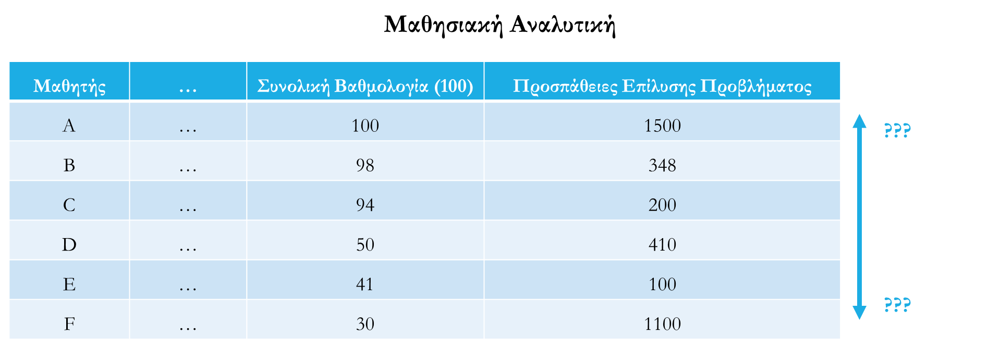 Μαθησιακή Αναλυτική
Μαθητής … Συνολική Βαθμολογία (100) Προσπάθειες Επίλυσης Προβλήματος
A … 100 1500
???
B … 98 348
C … 94 200
D … 50 410
E … 41 100
???
F … 30 1100